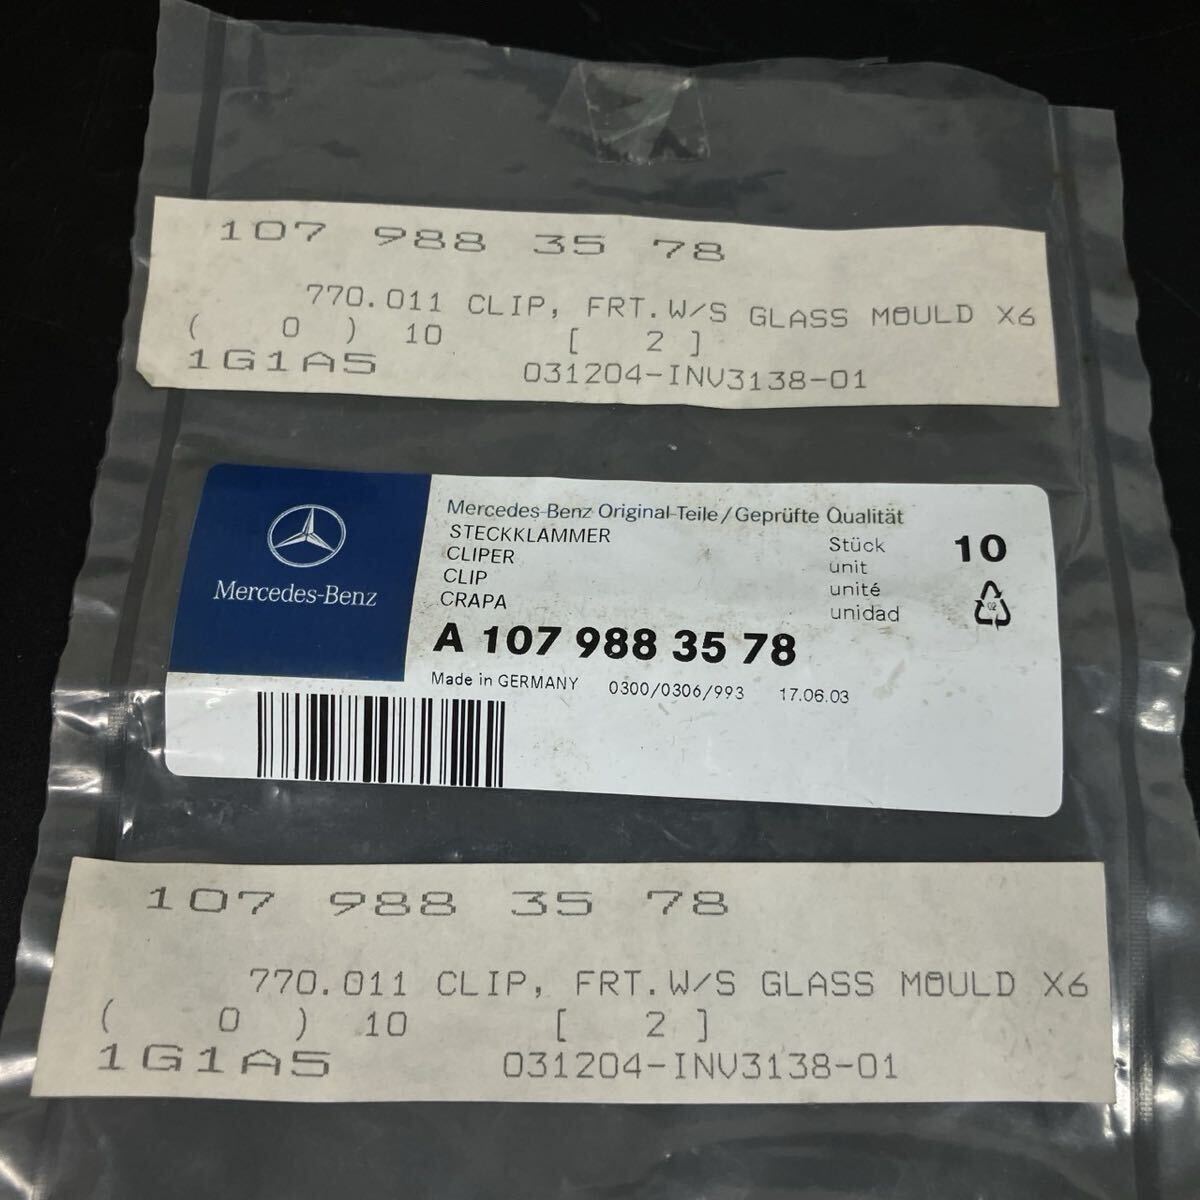 107 988 35 78
770.011 CLIP, FRT.W/S GLASS MOULD X6
( 0 ) 10 [ 2 ]
1G1A5 031204-INV3138-01
Mercedes-Benz
Mercedes-Benz Original-Teile/Geprüfte Qualität
STECKKLAMMER
CLIPER
CLIP
CRAPA
Stück 10
unit
unité
unidad
02
A 107 988 35 78
Made in GERMANY 0300/0306/993 17.06.03
107 988 35 78
770.011 CLIP, FRT.W/S GLASS MOULD X6
( 0 ) 10 [ 2 ]
1G1A5 031204-INV3138-01